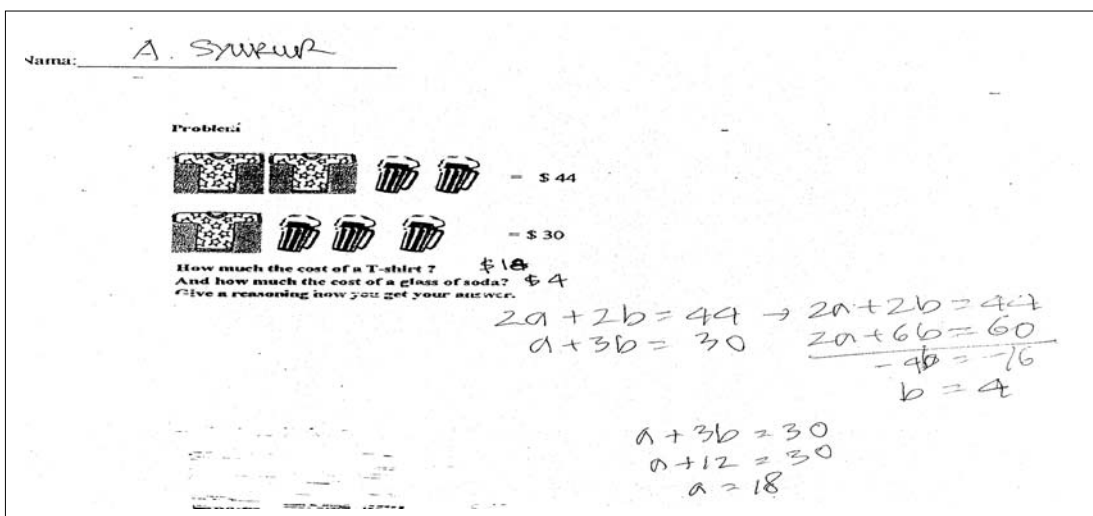 Nama: A. SYUKUR
Problem
= $ 44
= $ 30
How much the cost of a T-shirt ? $ 18
And how much the cost of a glass of soda? $ 4
Give a reasoning how you get your answer.
2a + 2b = 44 → 2a + 2b = 44
a + 3b = 30 2a + 6b = 60
- 4b = -16
b = 4
a + 3b = 30
a + 12 = 30
a = 18